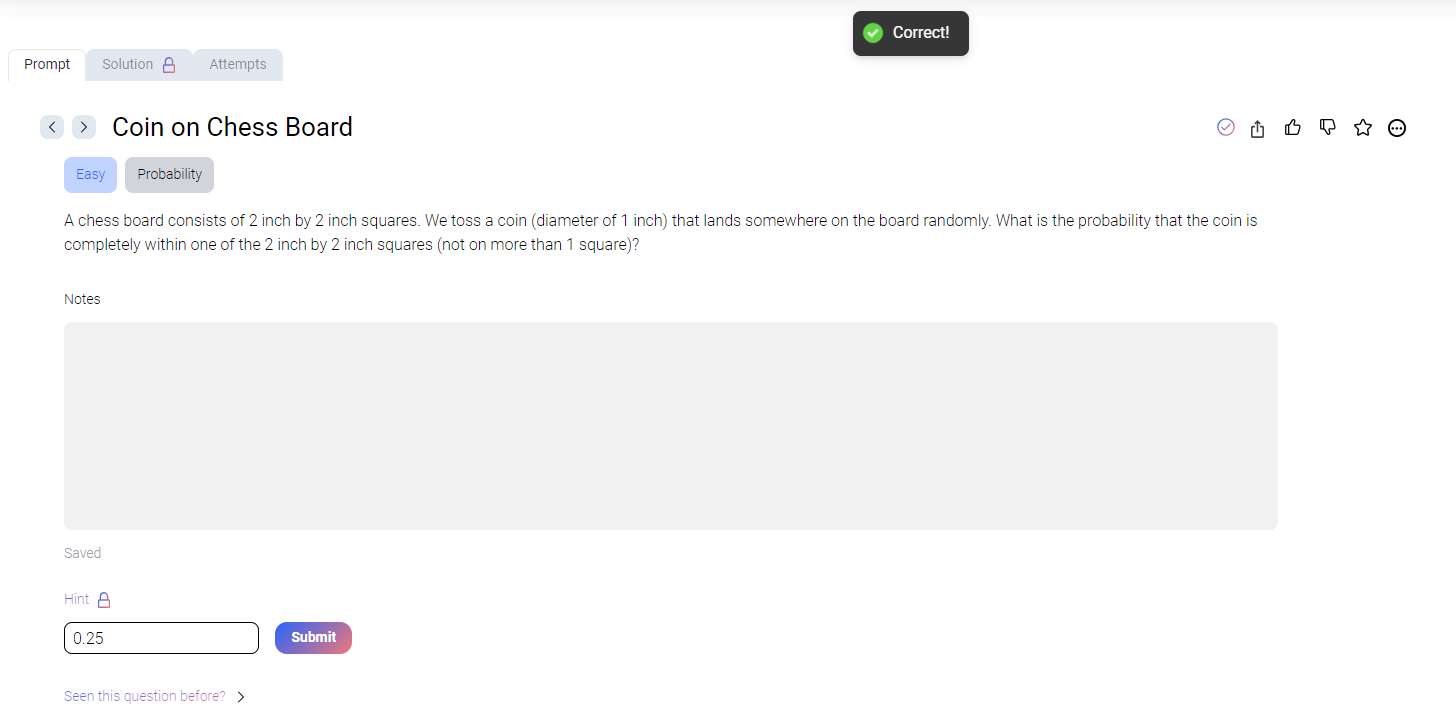 Correct!
Prompt
Solution
Attempts
Coin on Chess Board
Easy
Probability
A chess board consists of 2 inch by 2 inch squares. We toss a coin (diameter of 1 inch) that lands somewhere on the board randomly. What is the probability that the coin is
completely within one of the 2 inch by 2 inch squares (not on more than 1 square)?
Notes
Saved
Hint
0.25
Submit
Seen this question before?